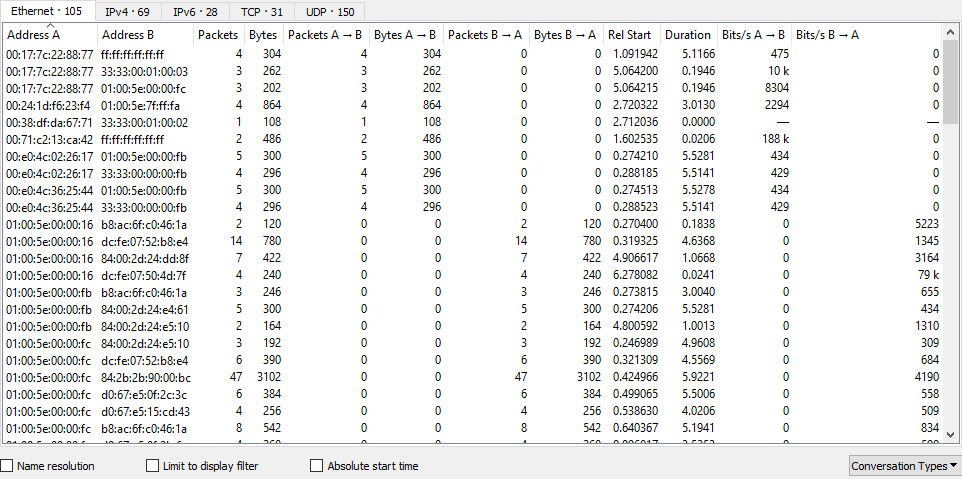 Ethernet · 105 IPv4 · 69 IPv6 · 28 TCP · 31 UDP · 150
Address A Address B Packets Bytes Packets A → B Bytes A → B Packets B → A Bytes B → A Rel Start Duration Bits/s A → B Bits/s B → A
00:17:7c:22:88:77 ff:ff:ff:ff:ff:ff 4 304 4 304 0 0 1.091942 5.1166 475 0
00:17:7c:22:88:77 33:33:00:01:00:03 3 262 3 262 0 0 5.064200 0.1946 10 k 0
00:17:7c:22:88:77 01:00:5e:00:00:fc 3 202 3 202 0 0 5.064215 0.1946 8304 0
00:24:1d:f6:23:f4 01:00:5e:7f:ff:fa 4 864 4 864 0 0 2.720322 3.0130 2294 0
00:38:df:da:67:71 33:33:00:01:00:02 1 108 1 108 0 0 2.712036 0.0000 — —
00:71:c2:13:ca:42 ff:ff:ff:ff:ff:ff 2 486 2 486 0 0 1.602535 0.0206 188 k 0
00:e0:4c:02:26:17 01:00:5e:00:00:fb 5 300 5 300 0 0 0.274210 5.5281 434 0
00:e0:4c:02:26:17 33:33:00:00:00:fb 4 296 4 296 0 0 0.288185 5.5141 429 0
00:e0:4c:36:25:44 01:00:5e:00:00:fb 5 300 5 300 0 0 0.274513 5.5278 434 0
00:e0:4c:36:25:44 33:33:00:00:00:fb 4 296 4 296 0 0 0.288523 5.5141 429 0
01:00:5e:00:00:16 b8:ac:6f:c0:46:1a 2 120 0 0 2 120 0.270400 0.1838 0 5223
01:00:5e:00:00:16 dc:fe:07:52:b8:e4 14 780 0 0 14 780 0.319325 4.6368 0 1345
01:00:5e:00:00:16 84:00:2d:24:dd:8f 7 422 0 0 7 422 4.906617 1.0668 0 3164
01:00:5e:00:00:16 dc:fe:07:50:4d:7f 4 240 0 0 4 240 6.278082 0.0241 0 79 k
01:00:5e:00:00:fb b8:ac:6f:c0:46:1a 3 246 0 0 3 246 0.273815 3.0040 0 655
01:00:5e:00:00:fb 84:00:2d:24:e4:61 5 300 0 0 5 300 0.274206 5.5281 0 434
01:00:5e:00:00:fb 84:00:2d:24:e5:10 2 164 0 0 2 164 4.800592 1.0013 0 1310
01:00:5e:00:00:fc 84:00:2d:24:e5:10 3 192 0 0 3 192 0.246989 4.9608 0 309
01:00:5e:00:00:fc dc:fe:07:52:b8:e4 6 390 0 0 6 390 0.321309 4.5569 0 684
01:00:5e:00:00:fc 84:2b:2b:90:00:bc 47 3102 0 0 47 3102 0.424966 5.9221 0 4190
01:00:5e:00:00:fc d0:67:e5:0f:2c:3c 6 384 0 0 6 384 0.499065 5.5006 0 558
01:00:5e:00:00:fc d0:67:e5:15:cd:43 4 256 0 0 4 256 0.538630 4.0206 0 509
01:00:5e:00:00:fc b8:ac:6f:c0:46:1a 8 542 0 0 8 542 0.640367 5.1941 0 834
Name resolution Limit to display filter Absolute start time Conversation Types